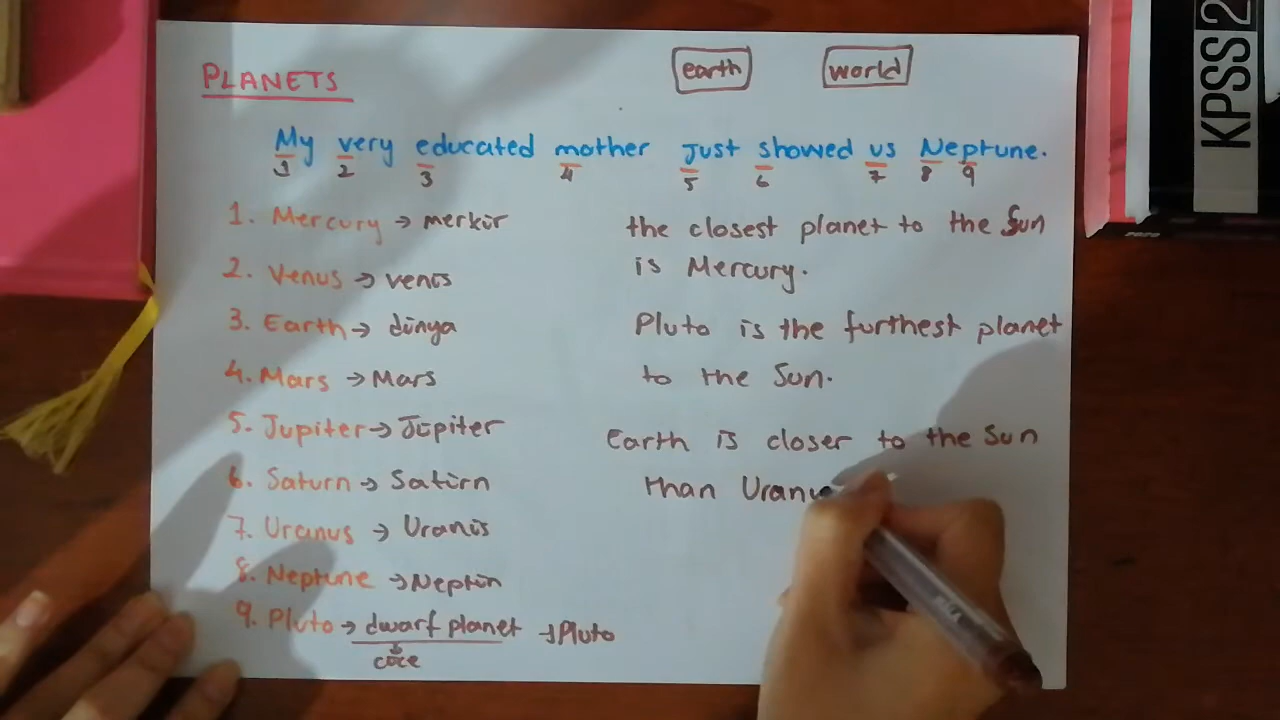 PLANETS
earth
world
My very educated mother Just showed us Neptune.
1 2 3 4 5 6 7 8 9
1. Mercury → merkür
2. Venus → venüs
3. Earth → dünya
4. Mars → Mars
5. Jupiter → Jüpiter
6. Saturn → Satürn
7. Uranus → Uranüs
8. Neptune → Neptün
9. Pluto → dwarf planet → Pluto
cüce
the closest planet to the Sun
is Mercury.
Pluto is the furthest planet
to the Sun.
Earth is closer to the Sun
than Uranu
KPSS 2